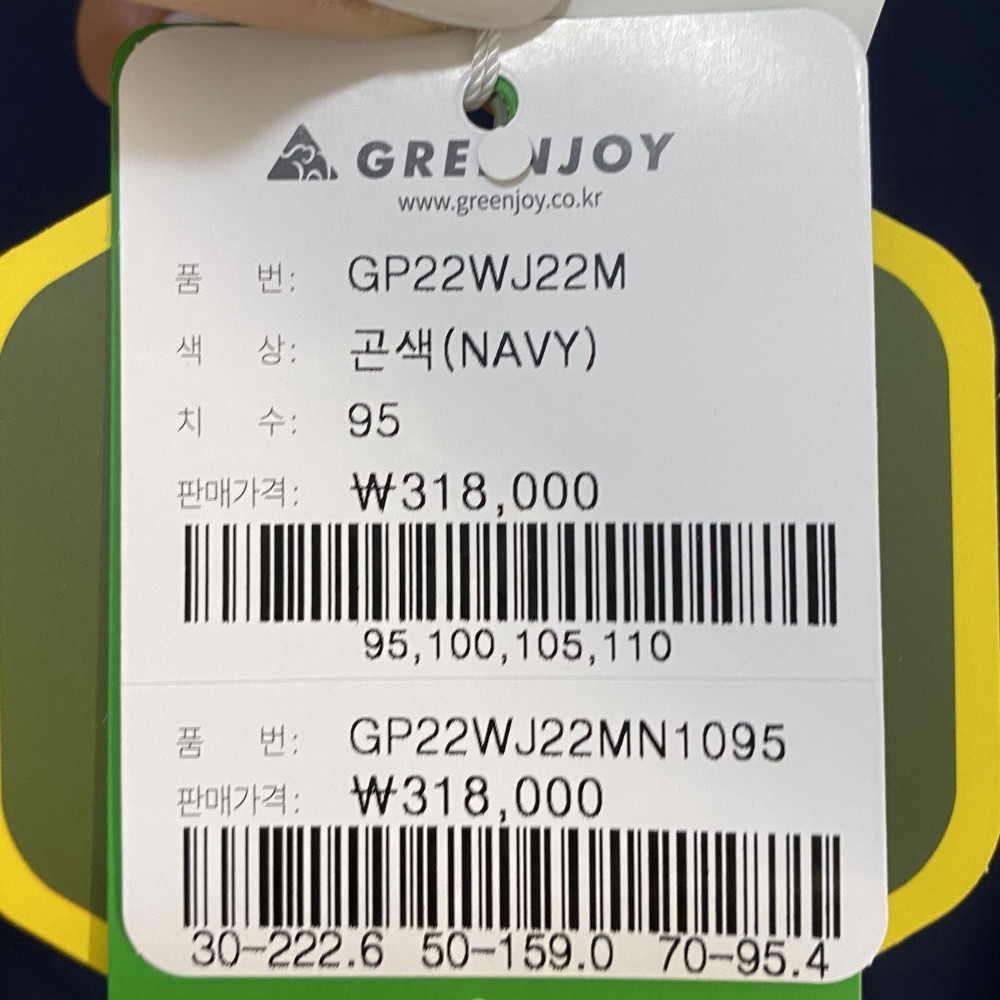 GREENJOY
www.greenjoy.co.kr
품 번: GP22WJ22M
색 상: 곤색(NAVY)
치 수: 95
판매가격: ₩318,000
95,100,105,110
품 번: GP22WJ22MN1095
판매가격: ₩318,000
30-222.6 50-159.0 70-95.4